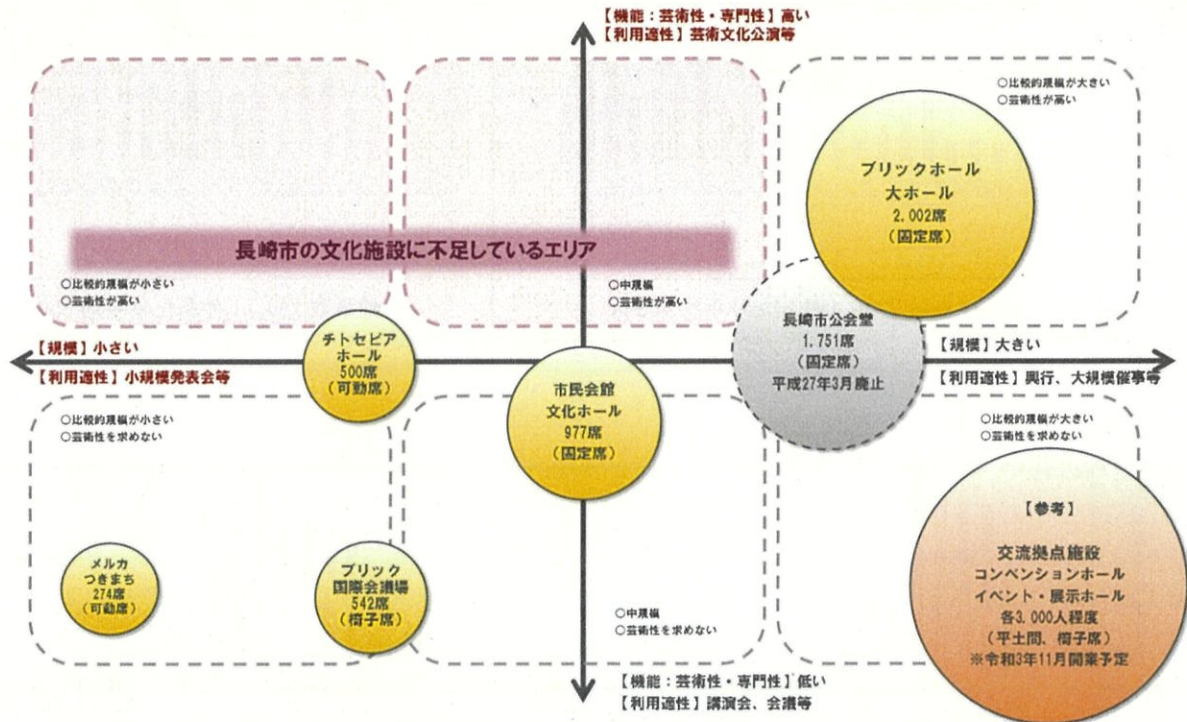 【機能：芸術性・専門性】高い
【利用適性】芸術文化公演等
○比較的規模が大きい
○芸術性が高い
ブリックホール
大ホール
2,002席
(固定席)
長崎市の文化施設に不足しているエリア
○比較的規模が小さい
○芸術性が高い
○中規模
○芸術性が高い
長崎市公会堂
1,751席
(固定席)
平成27年3月廃止
チトセピア
ホール
500席
(可動席)
【規模】小さい
【利用適性】小規模発表会等
【規模】大きい
【利用適性】興行、大規模催事等
市民会館
文化ホール
977席
(固定席)
○比較的規模が小さい
○芸術性を求めない
○比較的規模が大きい
○芸術性を求めない
【参考】
交流拠点施設
コンベンションホール
イベント・展示ホール
各3,000人程度
(平土間、椅子席)
※令和3年11月開業予定
メルカ
つきまち
274席
(可動席)
ブリック
国際会議場
542席
(椅子席)
○中規模
○芸術性を求めない
【機能：芸術性・専門性】低い
【利用適性】講演会、会議等